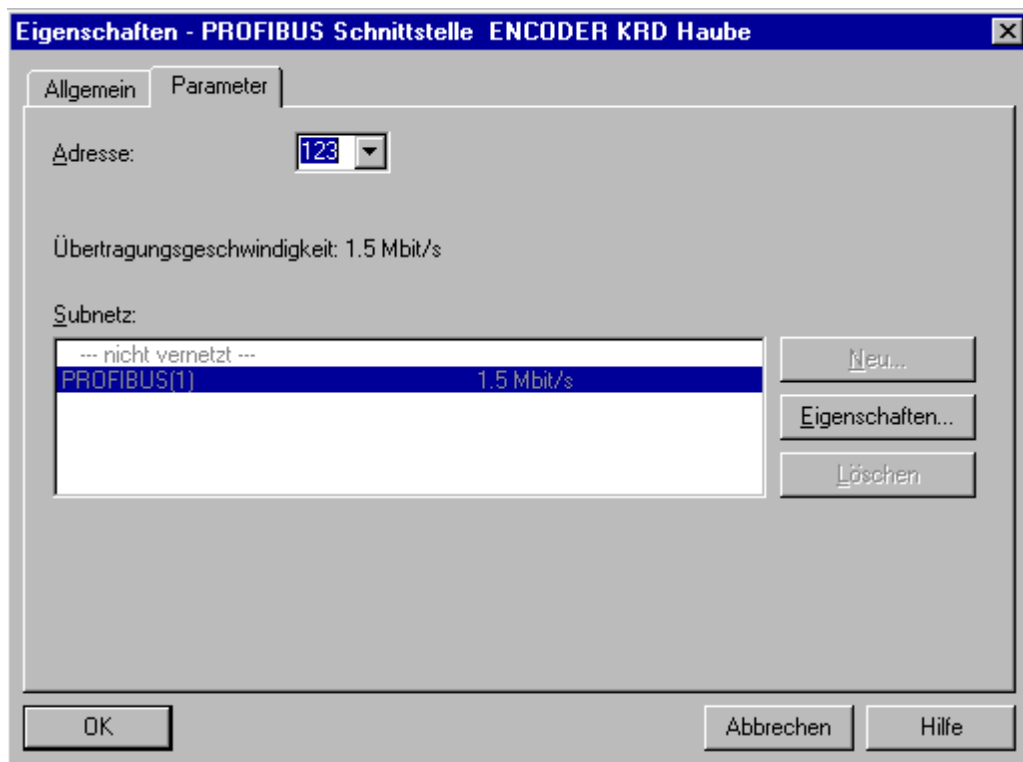 Eigenschaften - PROFIBUS Schnittstelle ENCODER KRD Haube
Allgemein
Parameter
Adresse:
123
Übertragungsgeschwindigkeit: 1.5 Mbit/s
Subnetz:
--- nicht vernetzt ---
PROFIBUS(1) 1.5 Mbit/s
Neu...
Eigenschaften...
Löschen
OK
Abbrechen
Hilfe